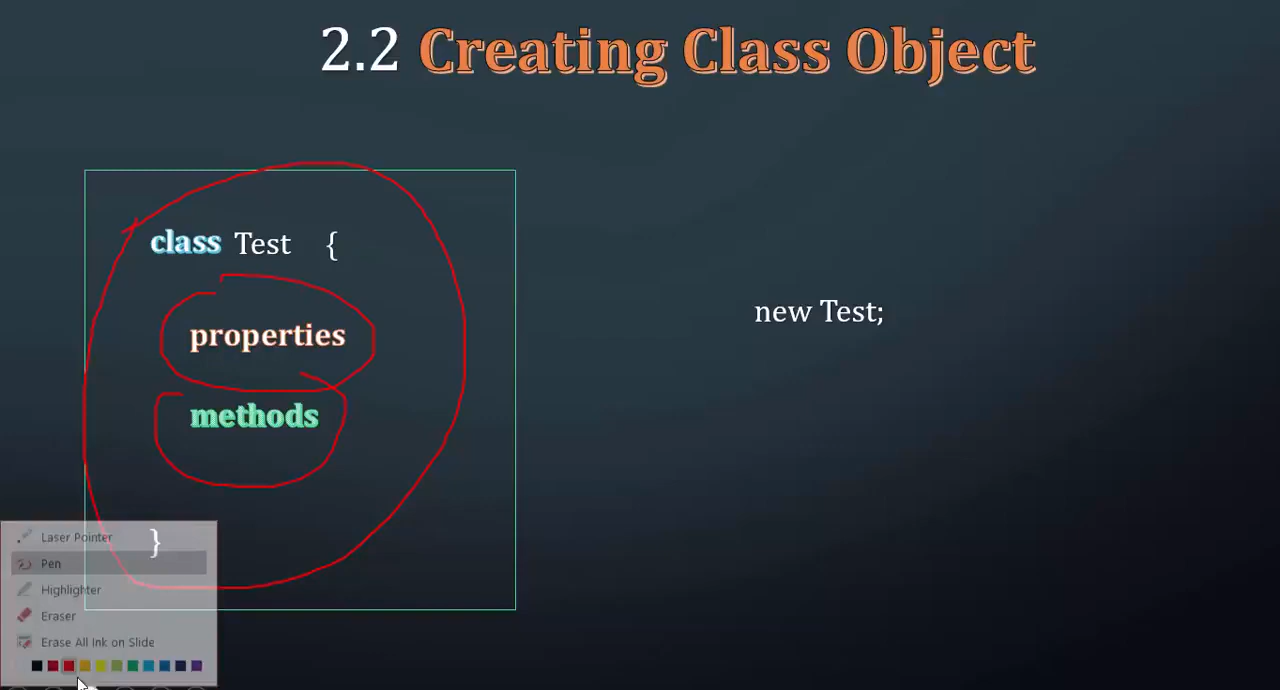 2.2 Creating Class Object
class Test {
properties
methods
}
new Test;
Laser Pointer
Pen
Highlighter
Eraser
Erase All Ink on Slide